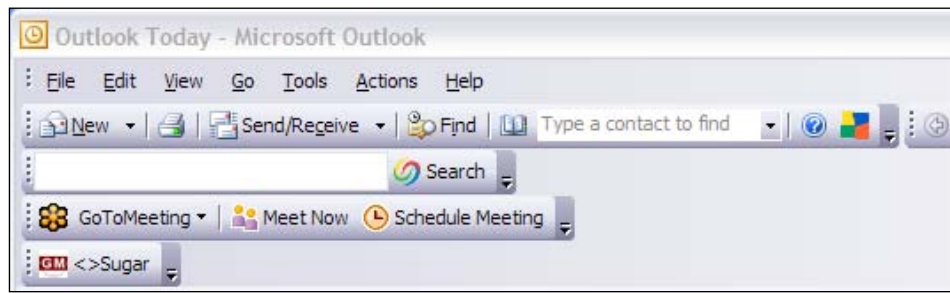 Outlook Today - Microsoft Outlook
File Edit View Go Tools Actions Help
New Send/Receive Find Type a contact to find
Search
GoToMeeting Meet Now Schedule Meeting
GM <>Sugar